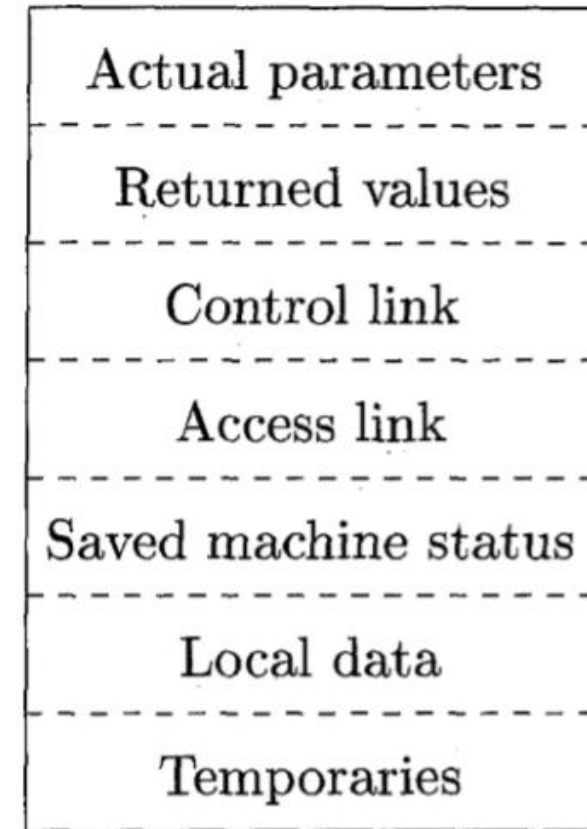 Actual parameters
Returned values
Control link
Access link
Saved machine status
Local data
Temporaries